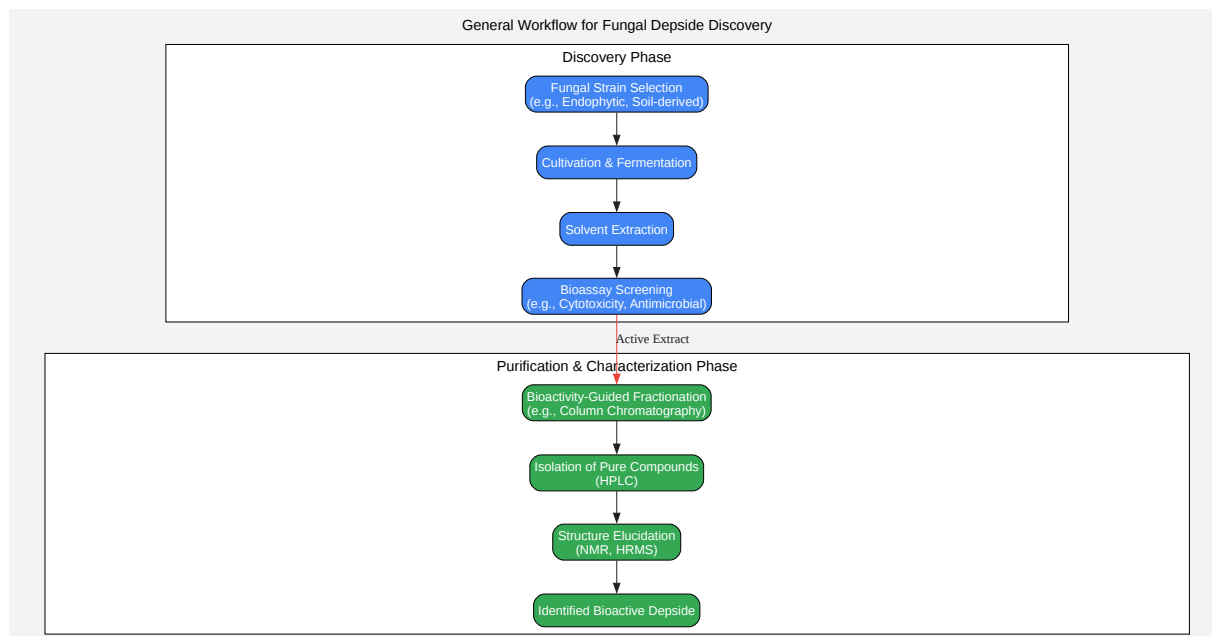 General Workflow for Fungal Depside Discovery
Discovery Phase
Fungal Strain Selection
(e.g., Endophytic, Soil-derived)
Cultivation & Fermentation
Solvent Extraction
Bioassay Screening
(e.g., Cytotoxicity, Antimicrobial)
Active Extract
Purification & Characterization Phase
Bioactivity-Guided Fractionation
(e.g., Column Chromatography)
Isolation of Pure Compounds
(HPLC)
Structure Elucidation
(NMR, HRMS)
Identified Bioactive Depside